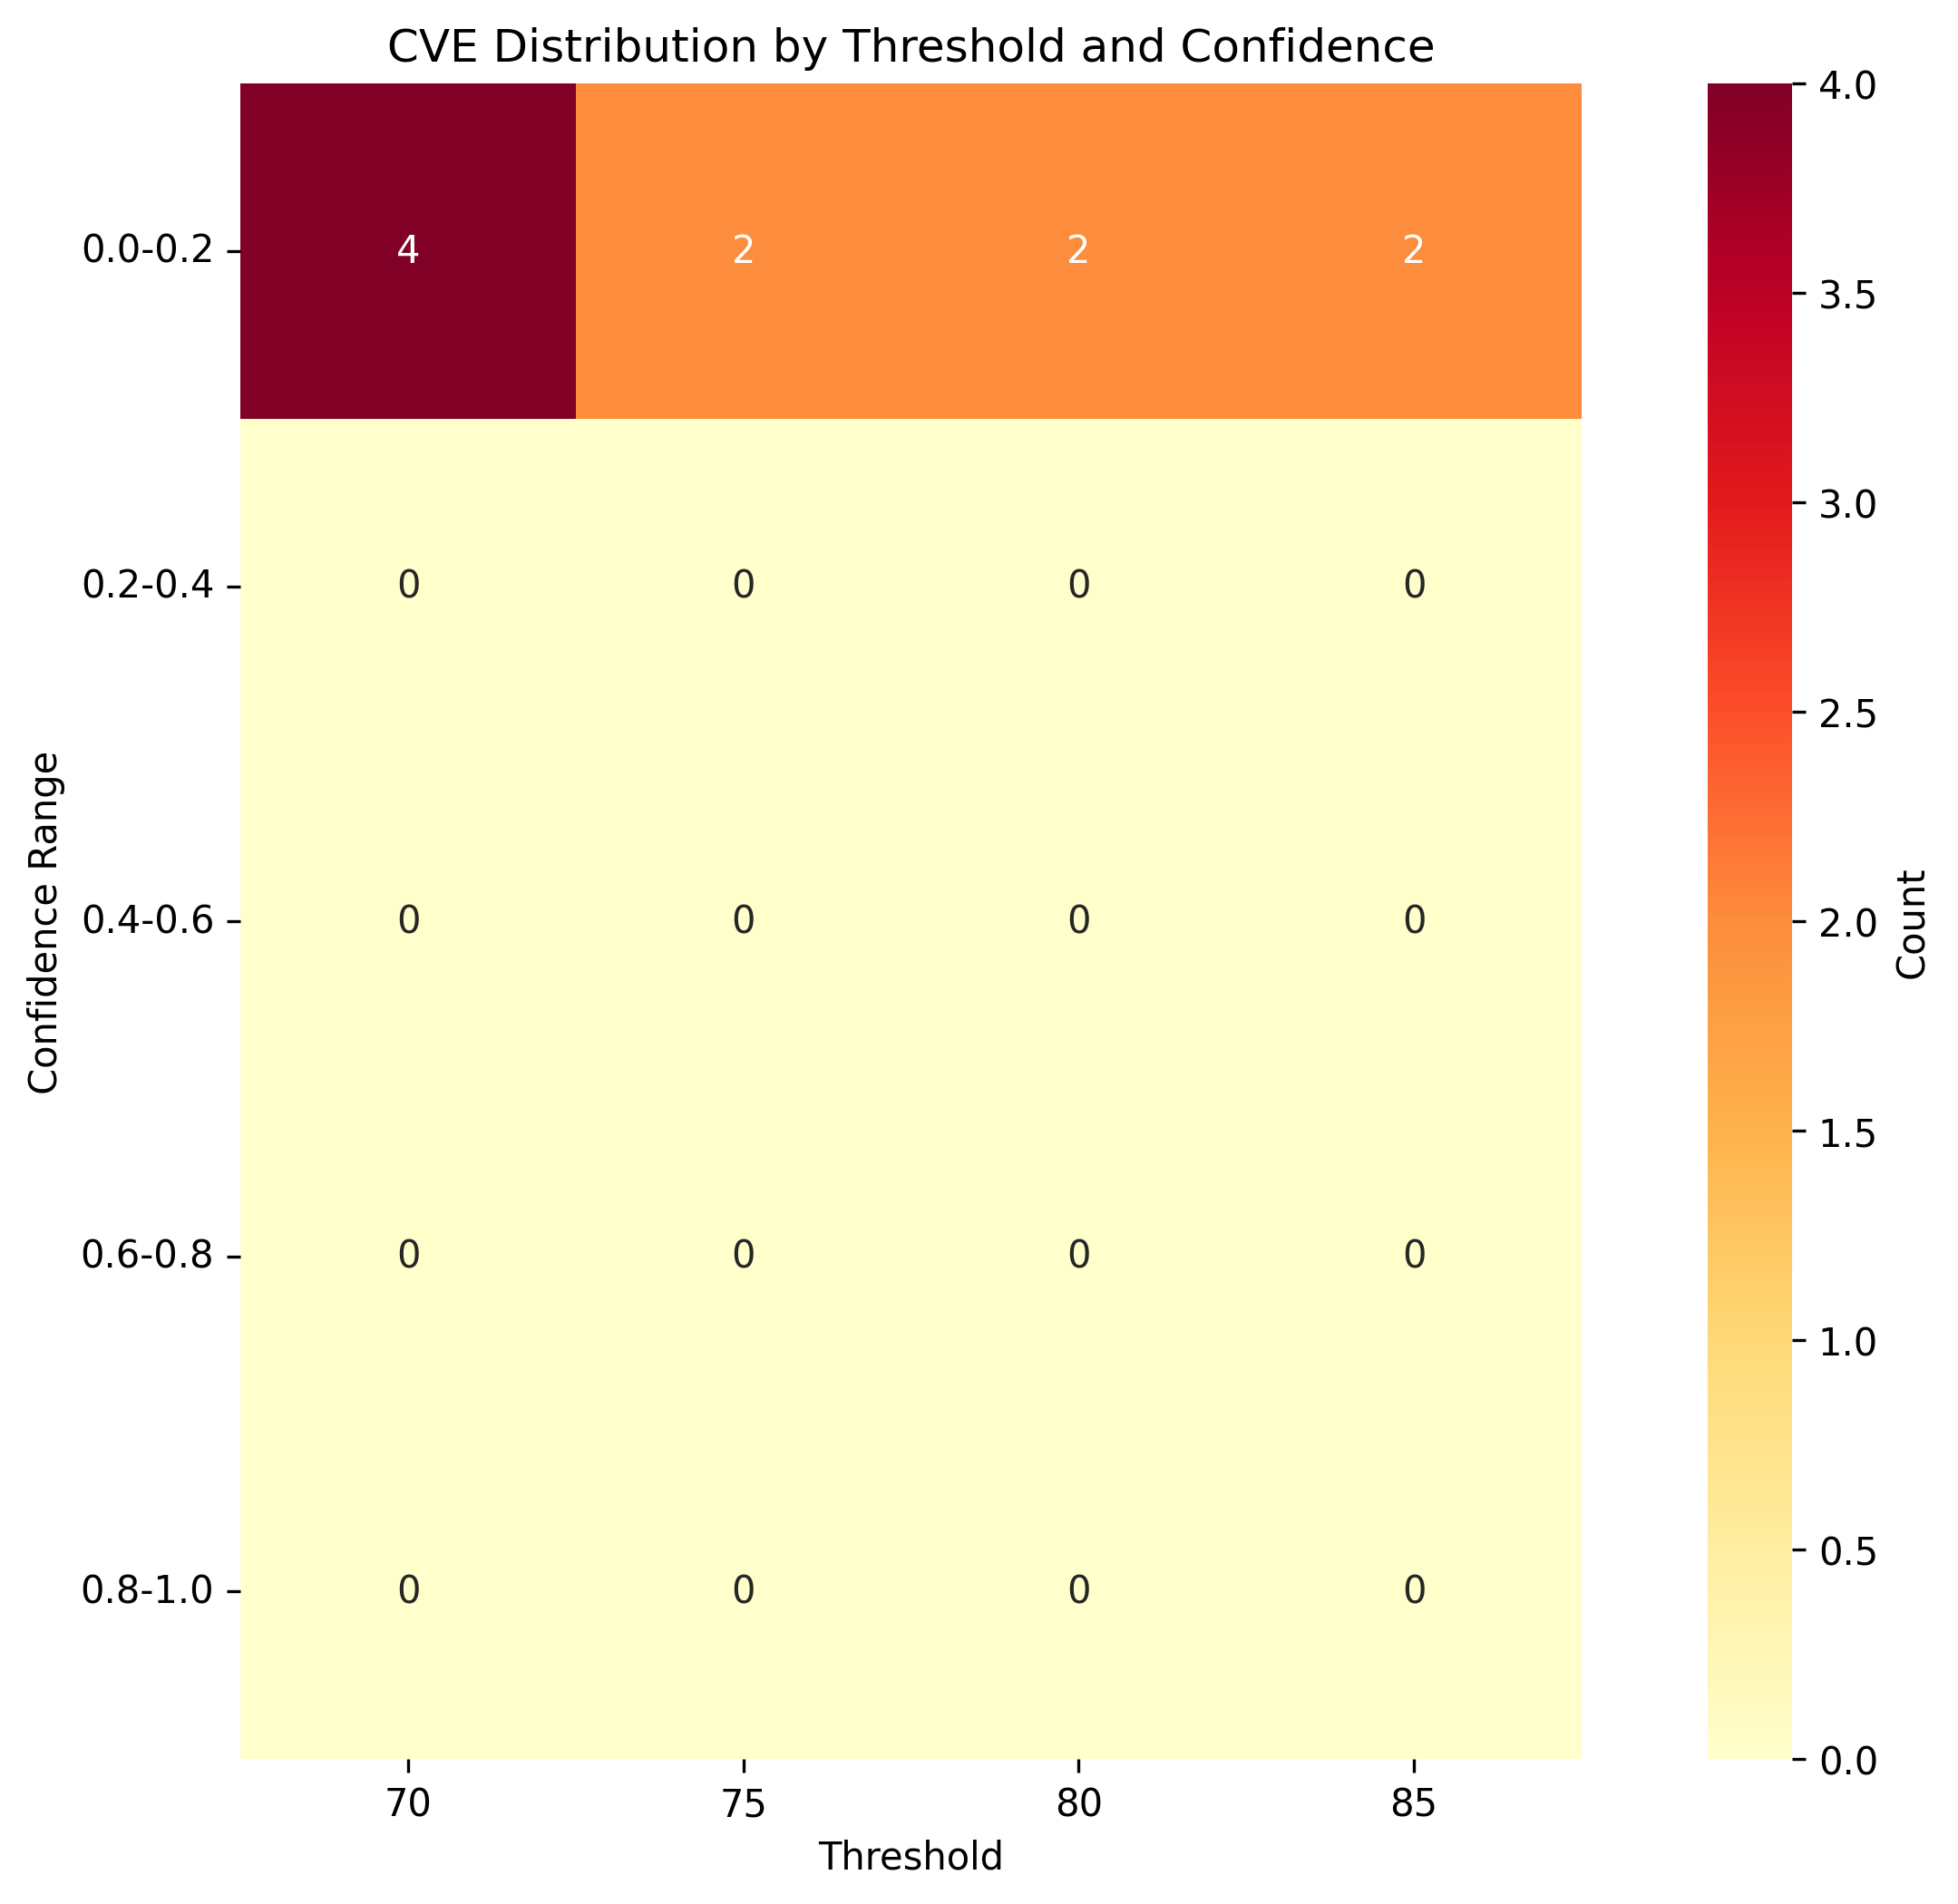 CVE Distribution by Threshold and Confidence
0.0-0.2 4 2 2 2
0.2-0.4 0 0 0 0
0.4-0.6 0 0 0 0
0.6-0.8 0 0 0 0
0.8-1.0 0 0 0 0
70 75 80 85
Threshold
Confidence Range
4.0
3.5
3.0
2.5
2.0
1.5
1.0
0.5
0.0
Count